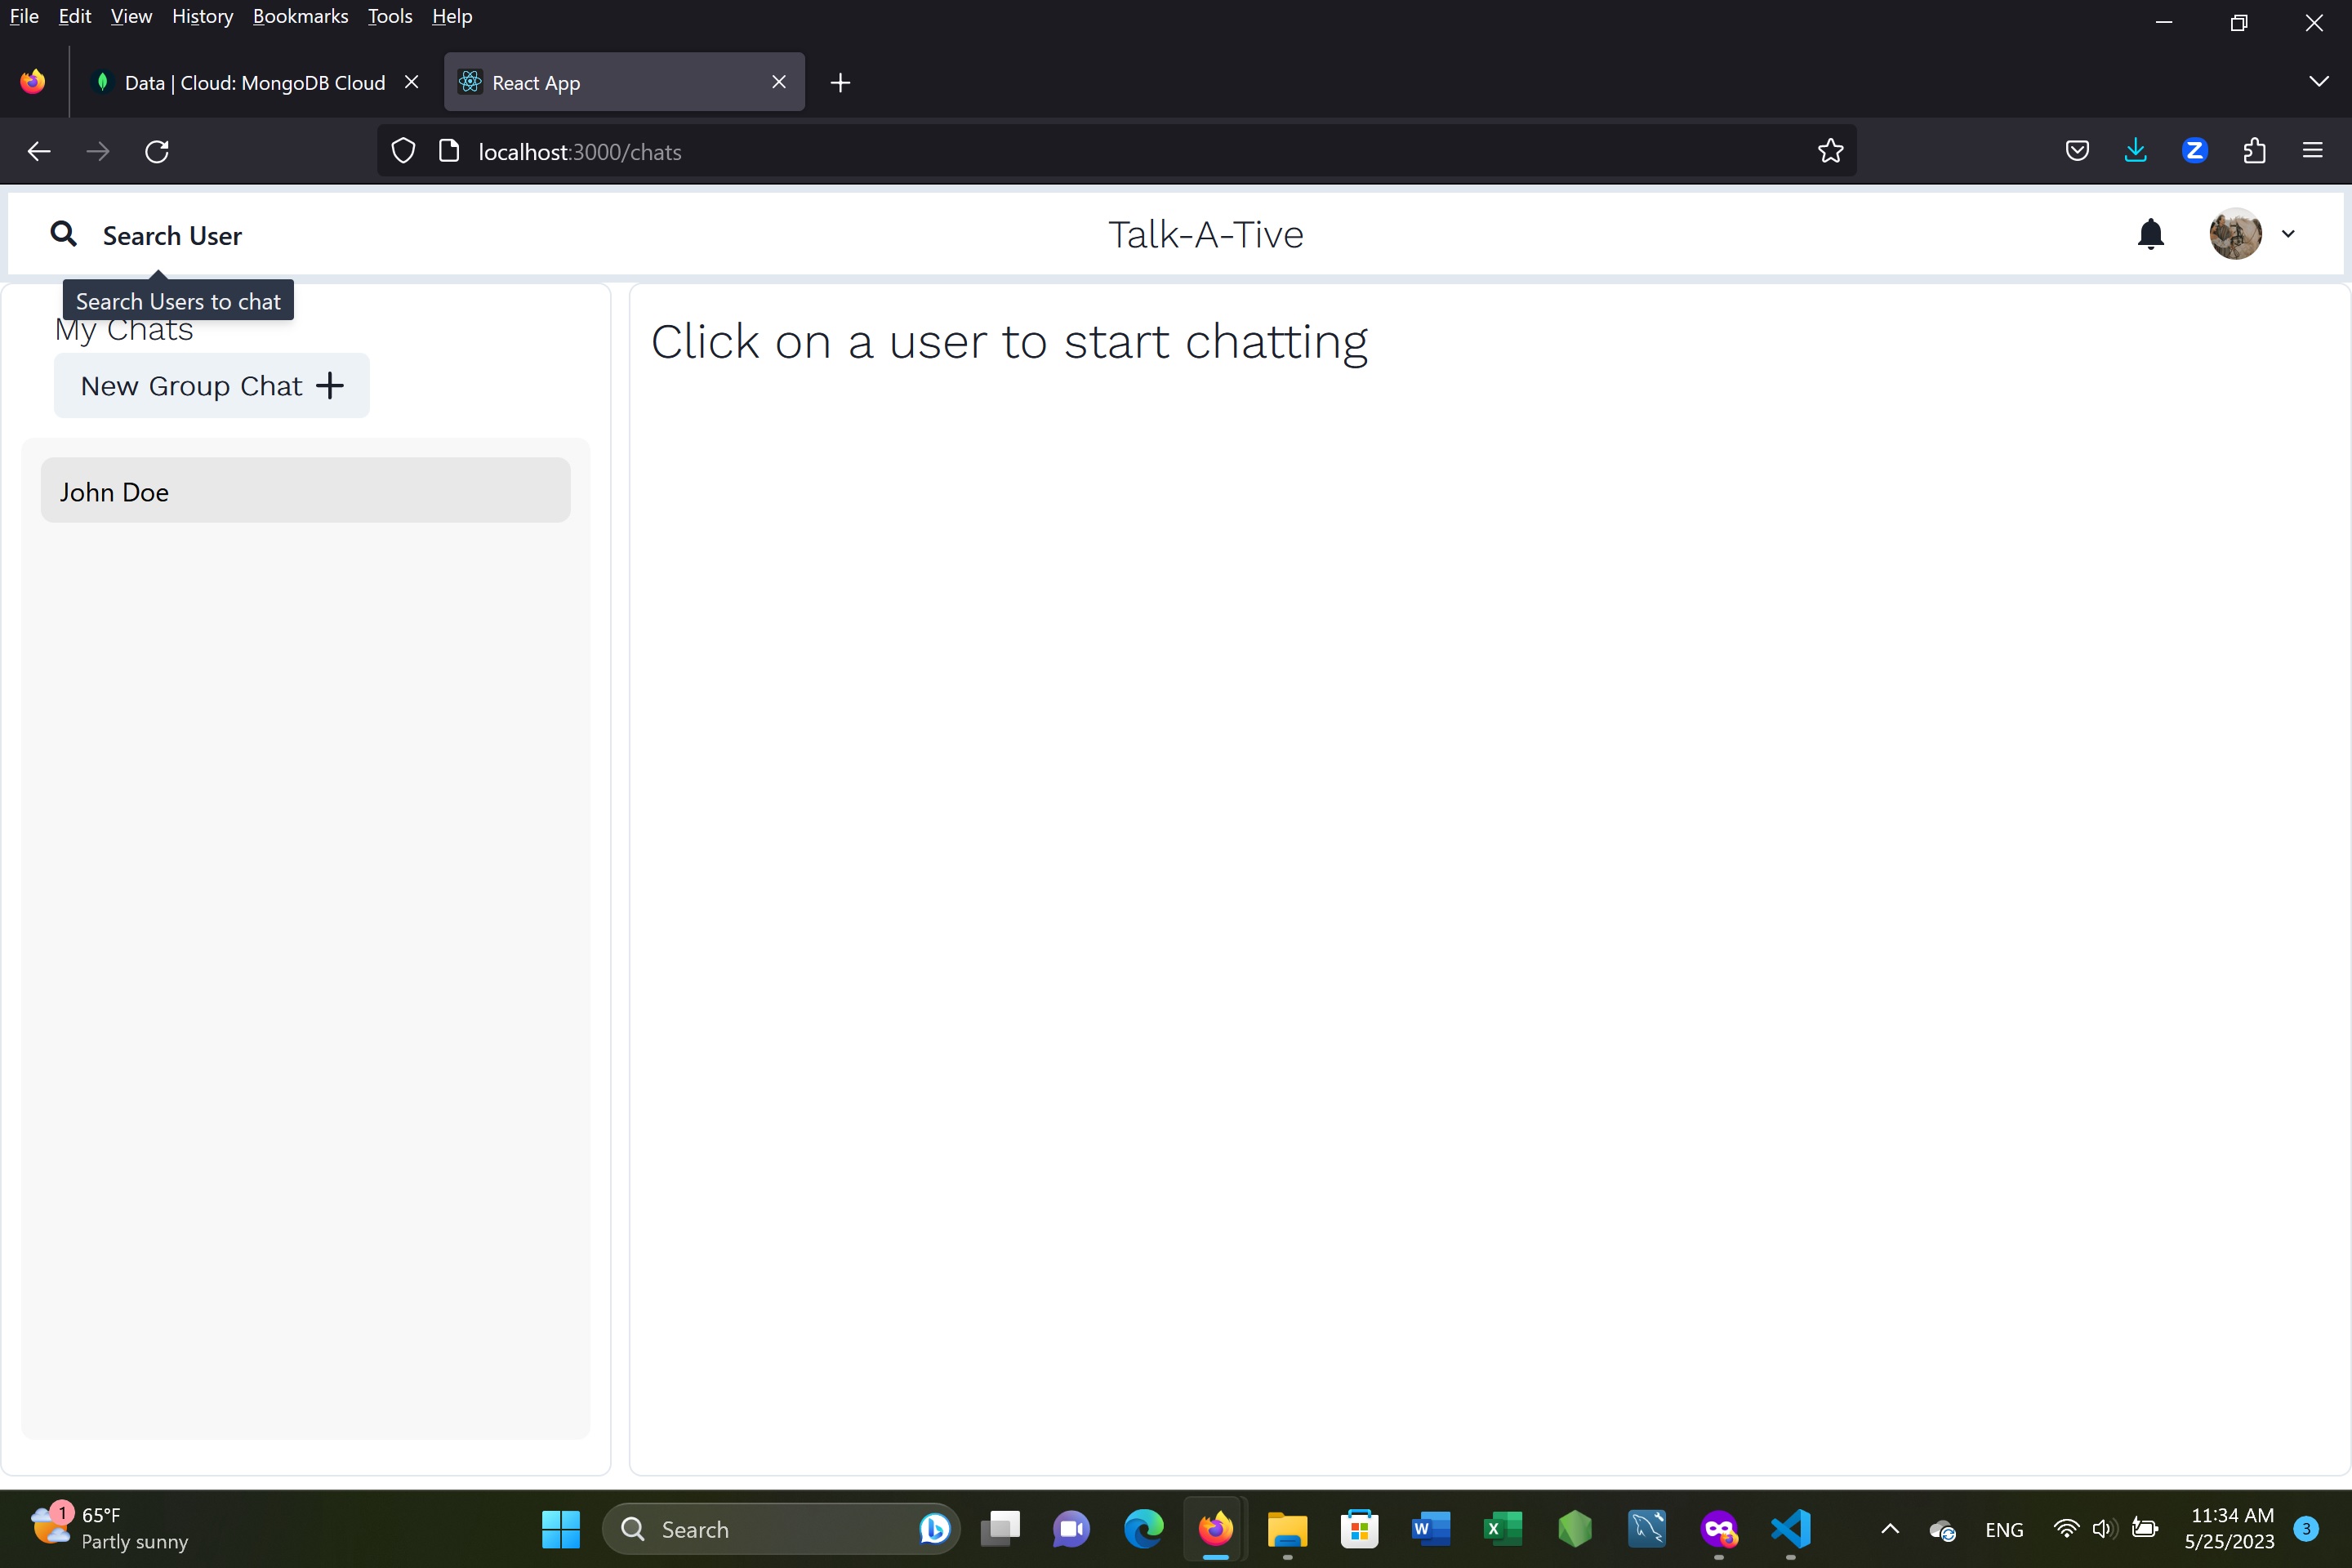 File Edit View History Bookmarks Tools Help
Data | Cloud: MongoDB Cloud
React App
localhost:3000/chats
Search User
Talk-A-Tive
Search Users to chat
My Chats
New Group Chat
Click on a user to start chatting
John Doe
1
65°F
Partly sunny
Search
ENG
11:34 AM
5/25/2023
3